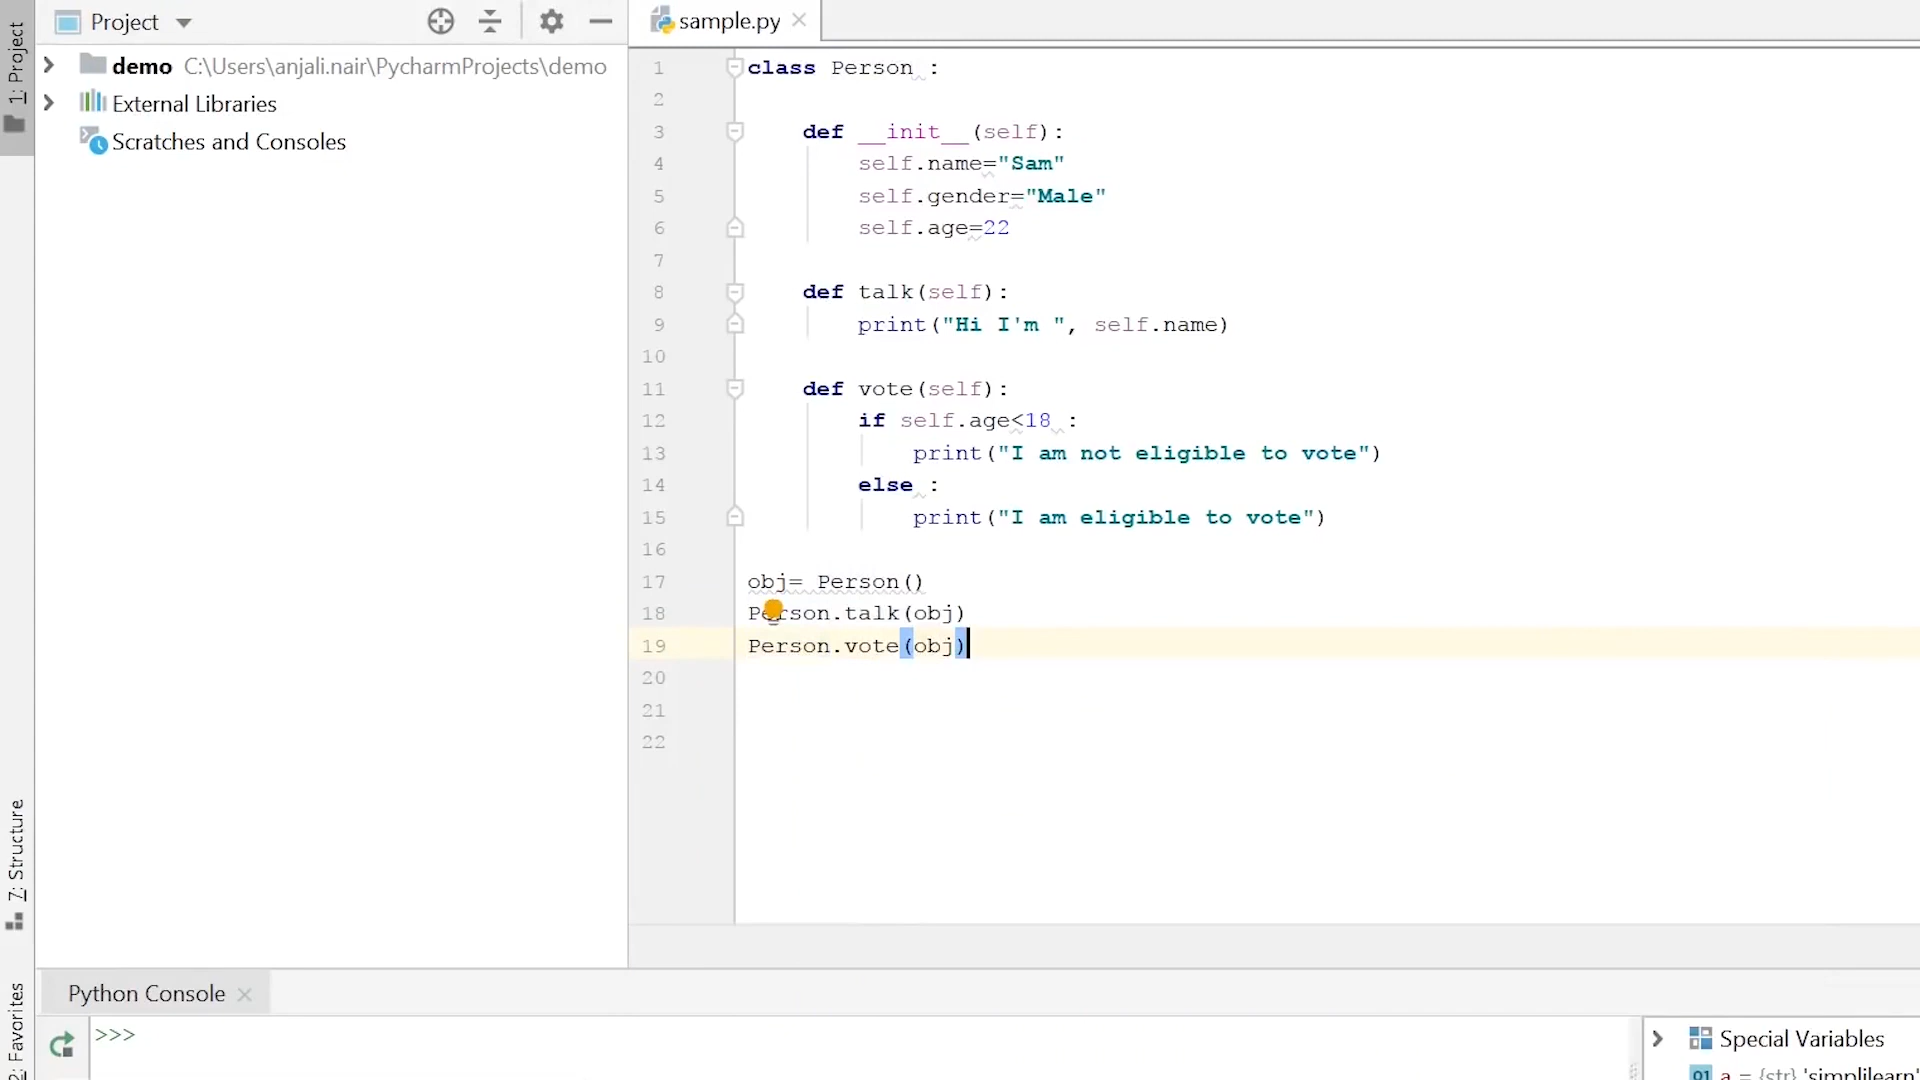 1: Project
Project
demo C:\Users\anjali.nair\PycharmProjects\demo
External Libraries
Scratches and Consoles
7: Structure
2: Favorites
sample.py
1 class Person :
2
3 def __init__(self):
4 self.name="Sam"
5 self.gender="Male"
6 self.age=22
7
8 def talk(self):
9 print("Hi I'm ", self.name)
10
11 def vote(self):
12 if self.age<18 :
13 print("I am not eligible to vote")
14 else :
15 print("I am eligible to vote")
16
17 obj= Person()
18 Person.talk(obj)
19 Person.vote(obj)
20
21
22
Python Console
>>>
Special Variables
01 a = {str} 'simplilearn'